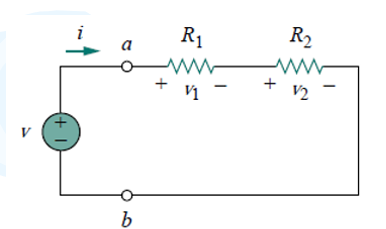 i a R₁ R₂
+ v₁ − + v₂ −
v + −
b